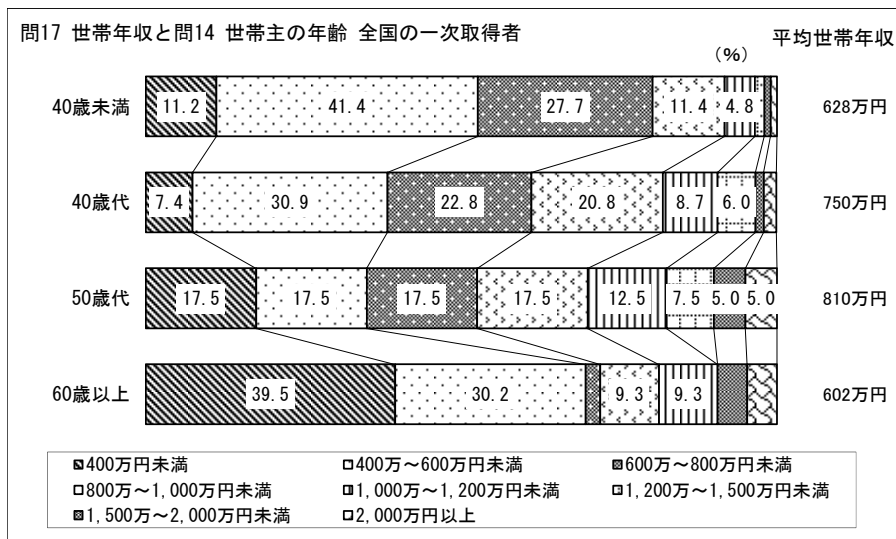 問17 世帯年収と問14 世帯主の年齢 全国の一次取得者
(%)
平均世帯年収
40歳未満 11.2 41.4 27.7 11.4 4.8 628万円
40歳代 7.4 30.9 22.8 20.8 8.7 6.0 750万円
50歳代 17.5 17.5 17.5 17.5 12.5 7.5 5.0 5.0 810万円
60歳以上 39.5 30.2 9.3 9.3 602万円
400万円未満 400万～600万円未満 600万～800万円未満
800万～1,000万円未満 1,000万～1,200万円未満 1,200万～1,500万円未満
1,500万～2,000万円未満 2,000万円以上